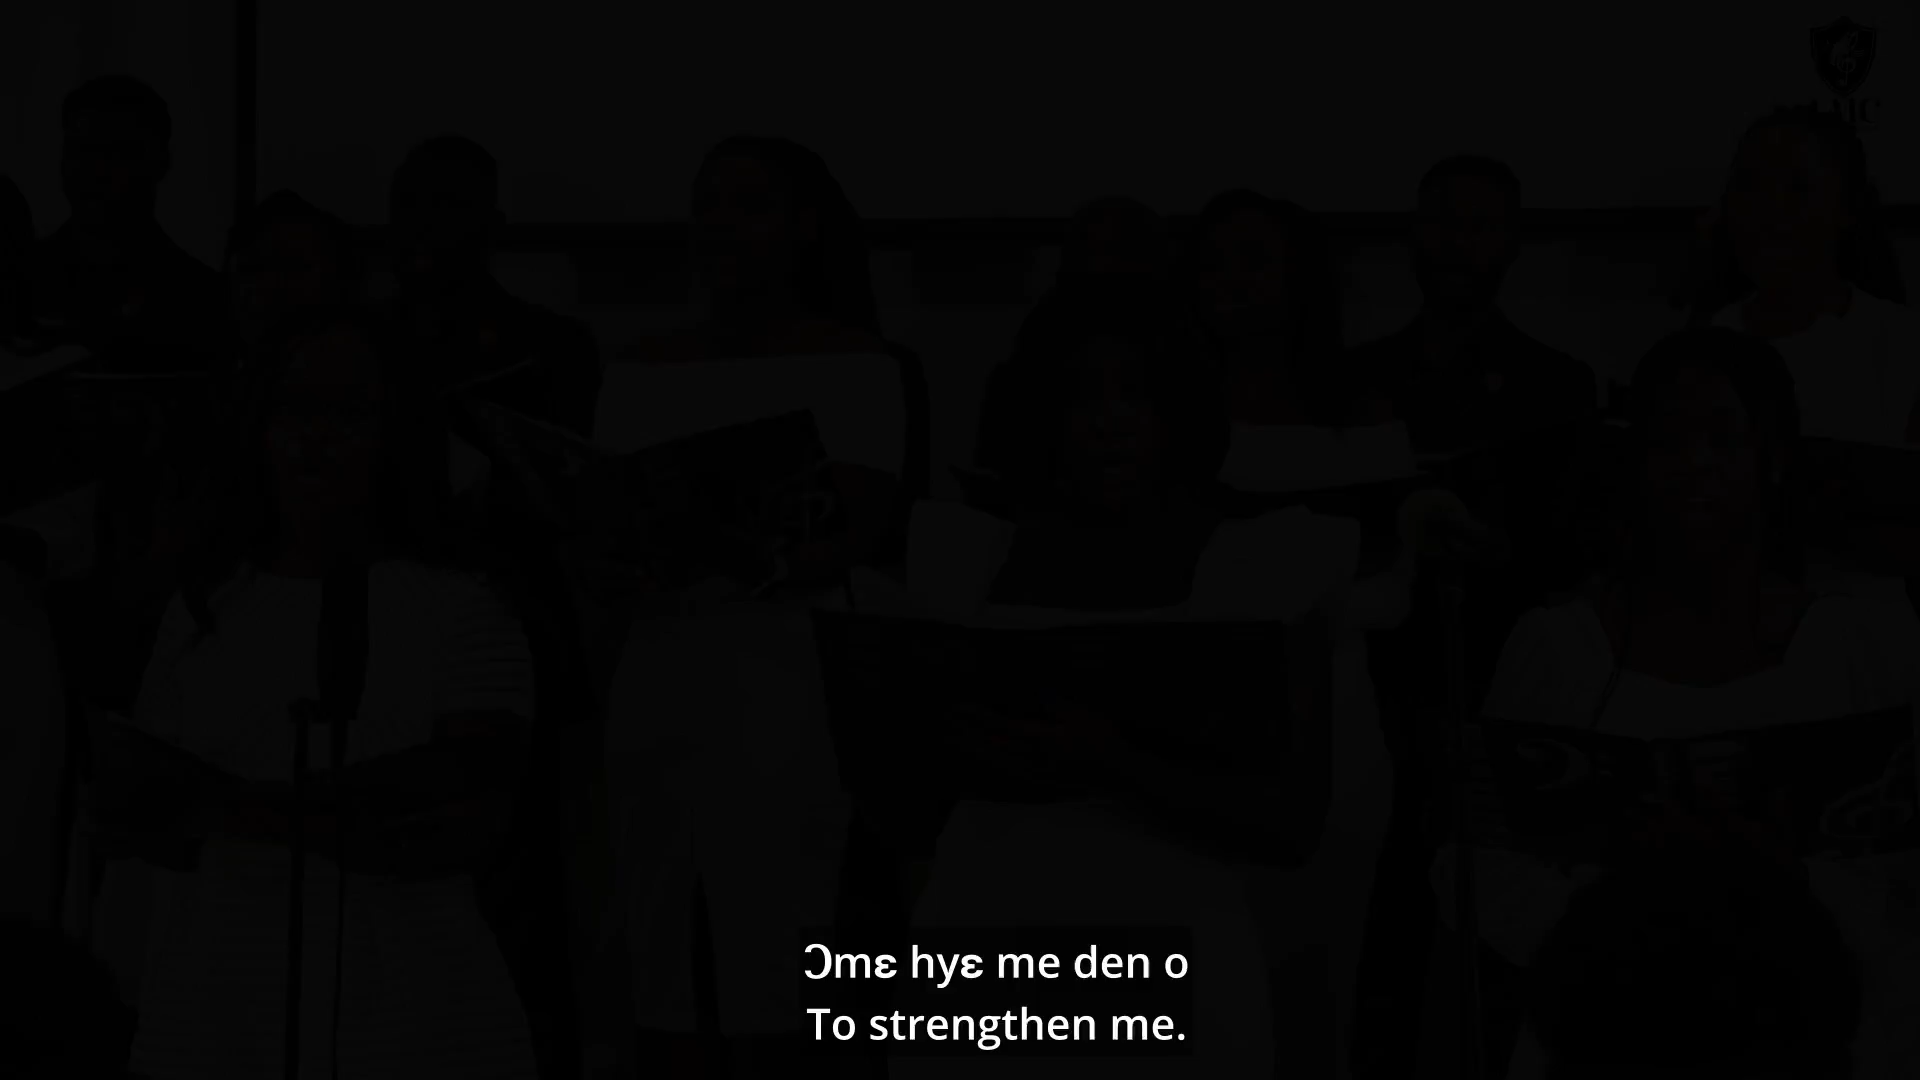 Ɔmɛ hyɛ me den o
To strengthen me.